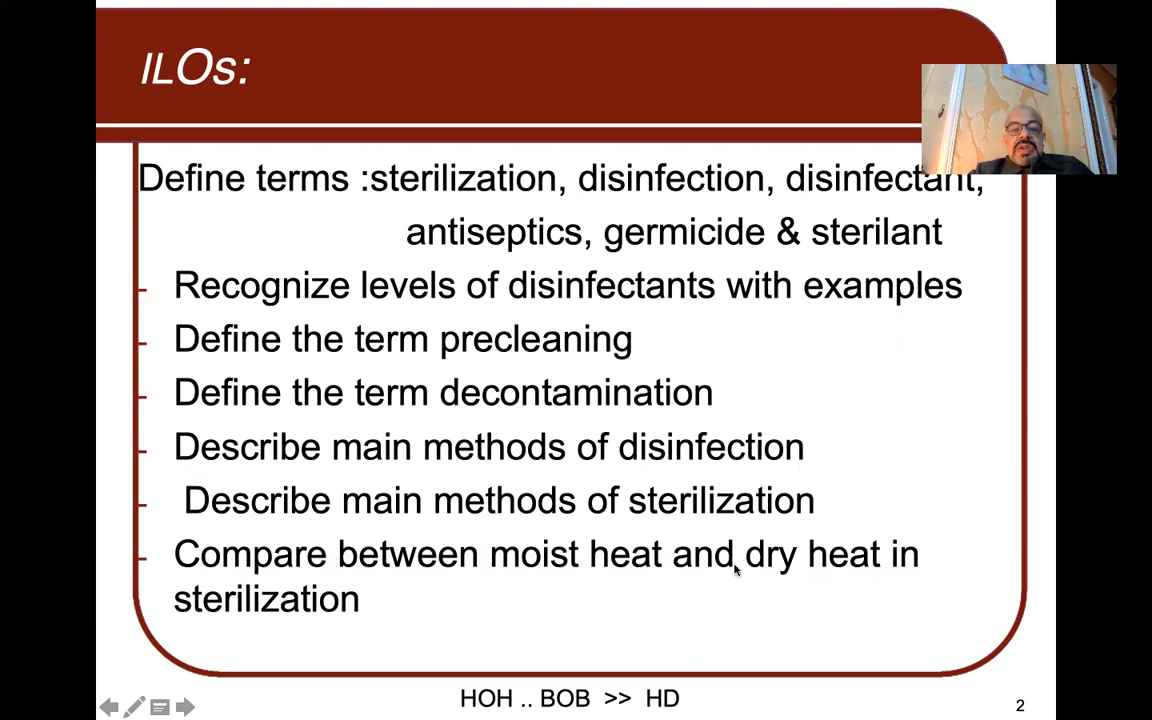 ILOs:
Define terms :sterilization, disinfection, disinfectant,
antiseptics, germicide & sterilant
- Recognize levels of disinfectants with examples
- Define the term precleaning
- Define the term decontamination
- Describe main methods of disinfection
- Describe main methods of sterilization
- Compare between moist heat and dry heat in
sterilization
HOH .. BOB >> HD
2